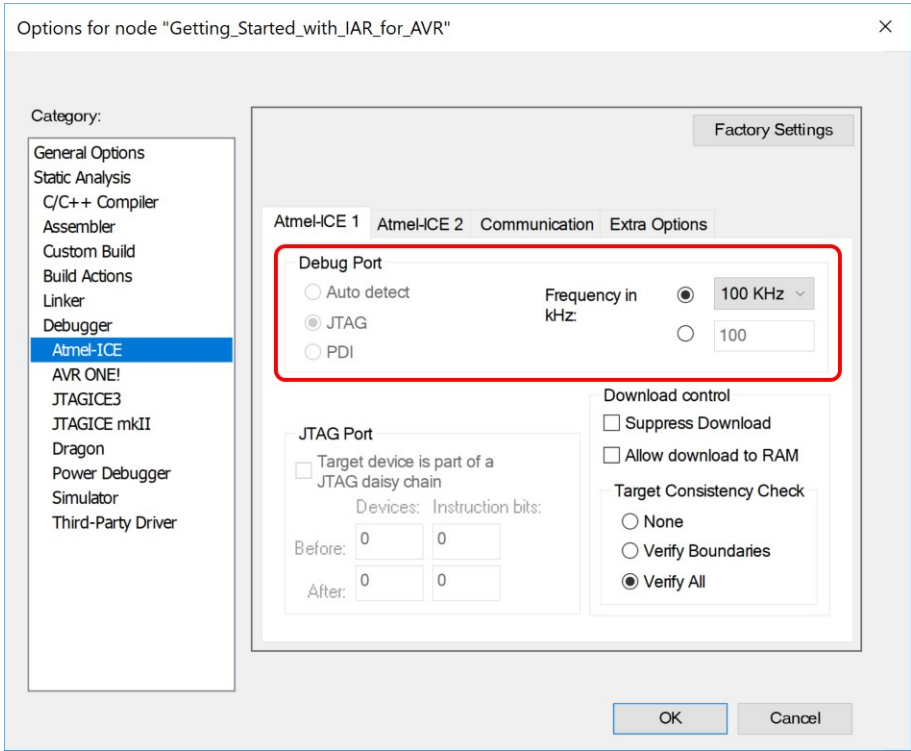 Options for node "Getting_Started_with_IAR_for_AVR"
Category:
General Options
Static Analysis
C/C++ Compiler
Assembler
Custom Build
Build Actions
Linker
Debugger
Atmel-ICE
AVR ONE!
JTAGICE3
JTAGICE mkII
Dragon
Power Debugger
Simulator
Third-Party Driver
Factory Settings
Atmel-ICE 1 Atmel-ICE 2 Communication Extra Options
Debug Port
Auto detect
JTAG
PDI
Frequency in
kHz:
100 KHz
100
JTAG Port
Target device is part of a
JTAG daisy chain
Devices: Instruction bits:
Before: 0 0
After: 0 0
Download control
Suppress Download
Allow download to RAM
Target Consistency Check
None
Verify Boundaries
Verify All
OK Cancel